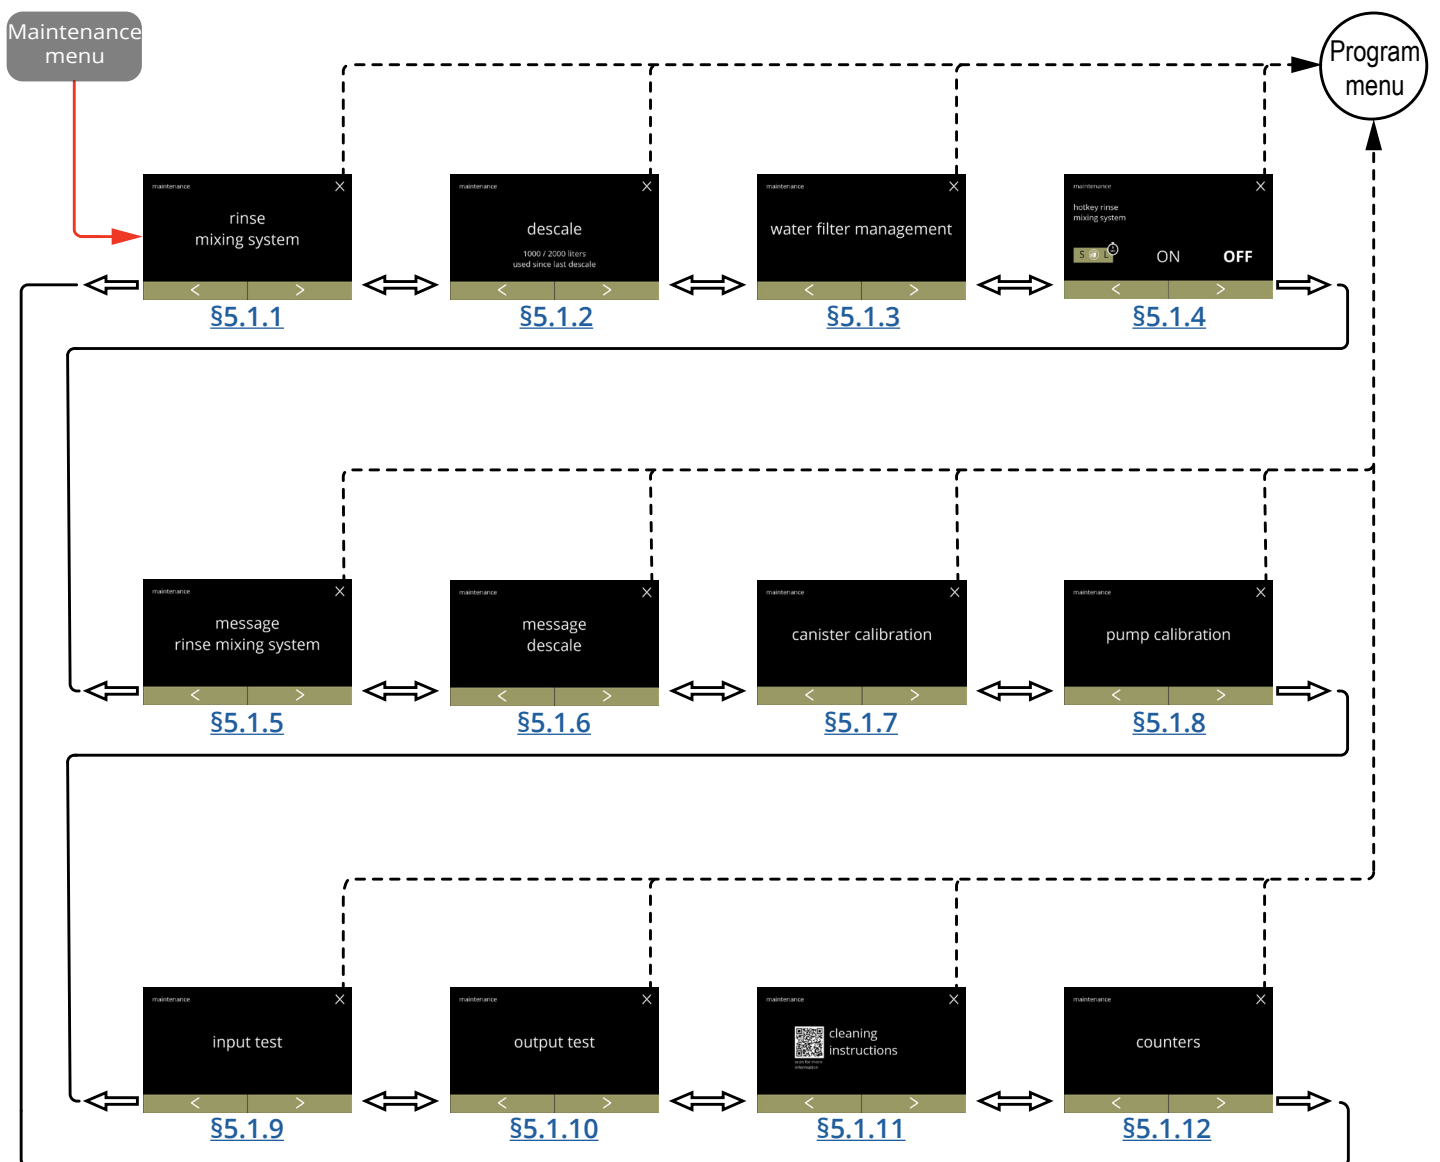 Maintenance
menu
Program
menu
maintenance
X
rinse
mixing system
<
>
§5.1.1
maintenance
X
descale
1000 / 2000 liters
used since last descale
<
>
§5.1.2
maintenance
X
water filter management
<
>
§5.1.3
maintenance
X
hotkey rinse
mixing system
S L
ON
OFF
<
>
§5.1.4
maintenance
X
message
rinse mixing system
<
>
§5.1.5
maintenance
X
message
descale
<
>
§5.1.6
maintenance
X
canister calibration
<
>
§5.1.7
maintenance
X
pump calibration
<
>
§5.1.8
maintenance
X
input test
<
>
§5.1.9
maintenance
X
output test
<
>
§5.1.10
maintenance
X
cleaning
instructions
scan for more
information
<
>
§5.1.11
maintenance
X
counters
<
>
§5.1.12